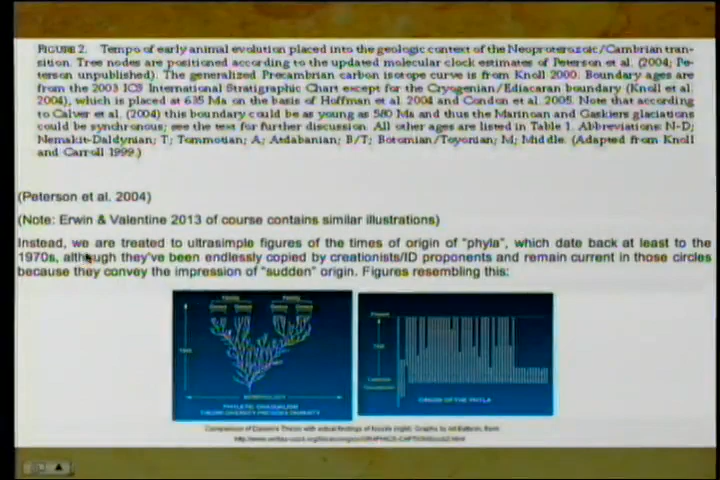 FIGURE 2. Tempo of early animal evolution placed into the geologic context of the Neoproterozoic/Cambrian tran-
sition. Tree nodes are positioned according to the updated molecular clock estimates of Peterson et al. (2004; Pe-
terson unpublished). The generalized Precambrian carbon isotope curve is from Knoll 2000. Boundary ages are
from the 2003 ICS International Stratigraphic Chart except for the Cryogenian/Ediacaran boundary (Knoll et al.
2004), which is placed at 635 Ma on the basis of Hoffman et al. 2004 and Condon et al. 2005. Note that according
to Calver et al. (2004) this boundary could be as young as 580 Ma and thus the Marinoan and Gaskiers glaciations
could be synchronous; see the text for further discussion. All other ages are listed in Table 1. Abbreviations: N-D;
Nemakit-Daldynian; T; Tommotian; A; Atdabanian; B/T; Botomian/Toyonian; M; Middle. (Adapted from Knoll
and Carroll 1999.)
(Peterson et al. 2004)
(Note: Erwin & Valentine 2013 of course contains similar illustrations)
Instead, we are treated to ultrasimple figures of the times of origin of "phyla", which date back at least to the
1970s, although they've been endlessly copied by creationists/ID proponents and remain current in those circles
because they convey the impression of "sudden" origin. Figures resembling this:
TIME
MORPHOLOGY
PHYLETIC GRADUALISM
Present
TIME
ORIGIN OF THE PHYLA